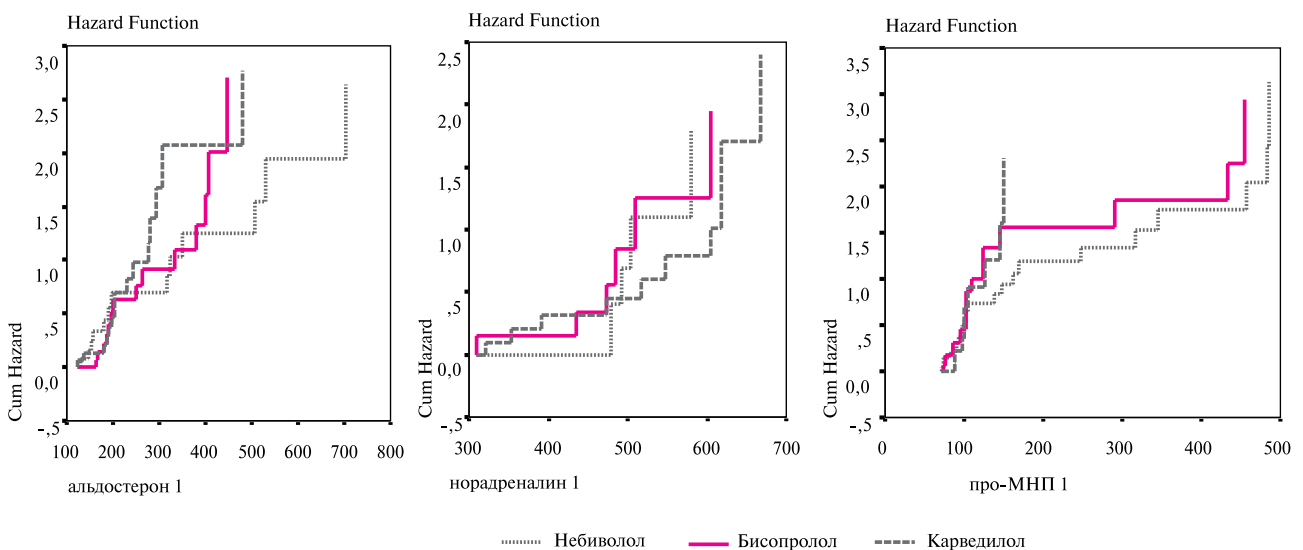 Hazard Function
3,0
2,5
2,0
1,5
1,0
,5
0,0
-,5
Cum Hazard
100 200 300 400 500 600 700 800
альдостерон 1
Hazard Function
2,5
2,0
1,5
1,0
,5
0,0
-,5
Cum Hazard
300 400 500 600 700
норадреналин 1
Hazard Function
3,5
3,0
2,5
2,0
1,5
1,0
,5
0,0
-,5
Cum Hazard
0 100 200 300 400 500
про-МНП 1
Небиволол Бисопролол Карведилол